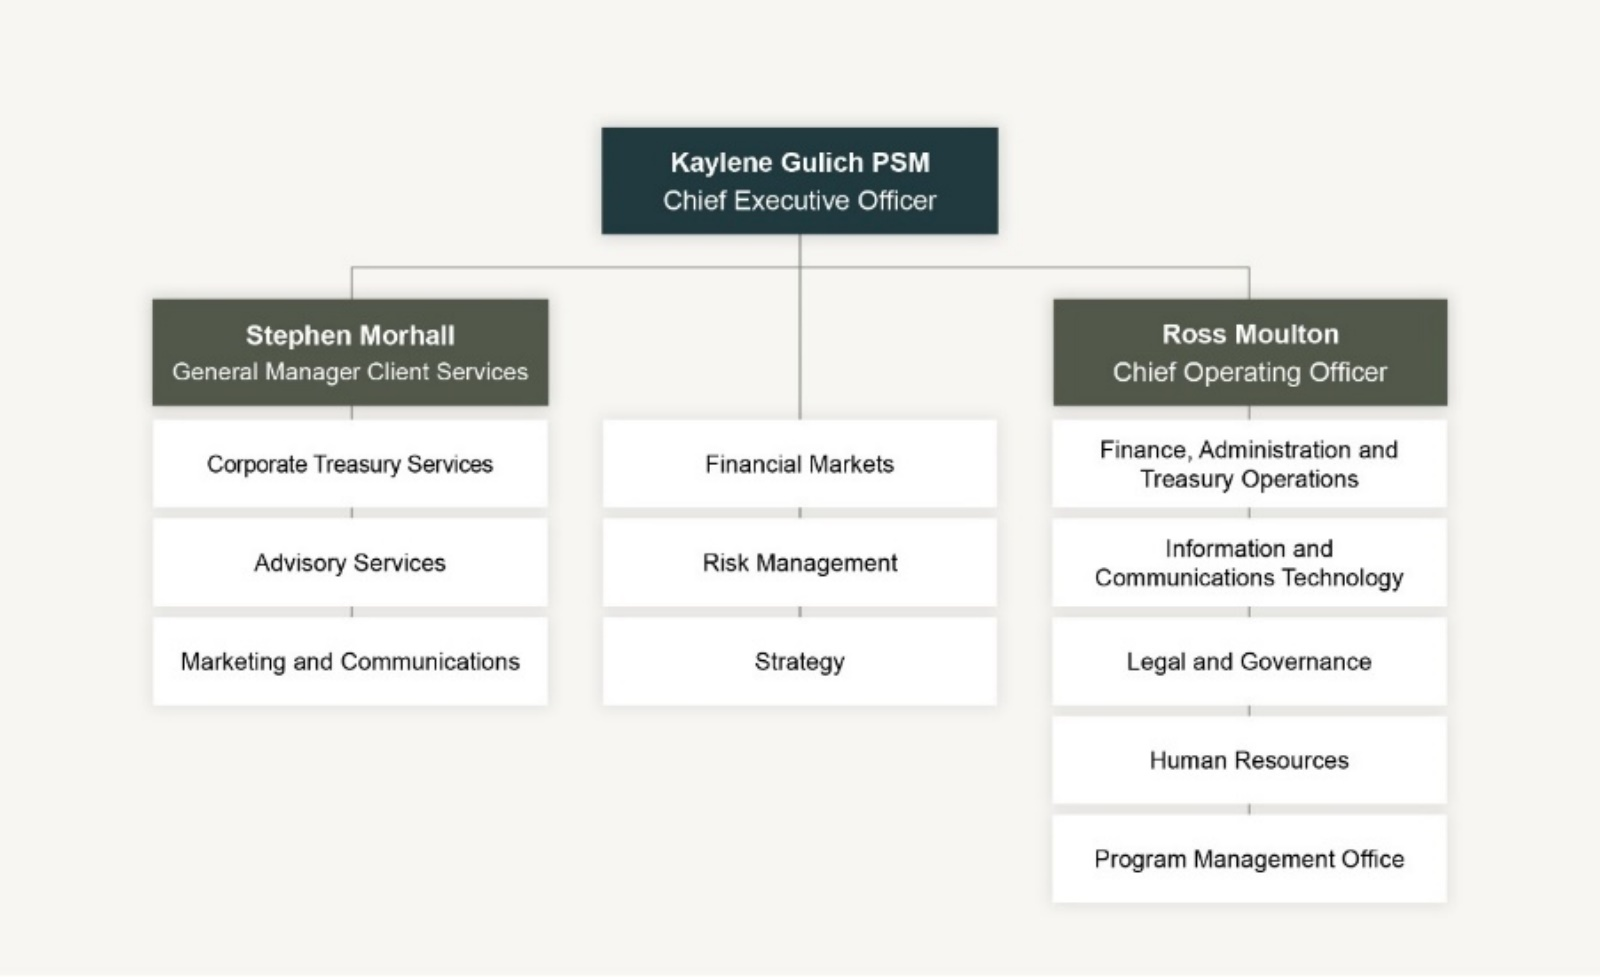 Kaylene Gulich PSM
Chief Executive Officer
Stephen Morhall
General Manager Client Services
Corporate Treasury Services
Advisory Services
Marketing and Communications
Financial Markets
Risk Management
Strategy
Ross Moulton
Chief Operating Officer
Finance, Administration and
Treasury Operations
Information and
Communications Technology
Legal and Governance
Human Resources
Program Management Office